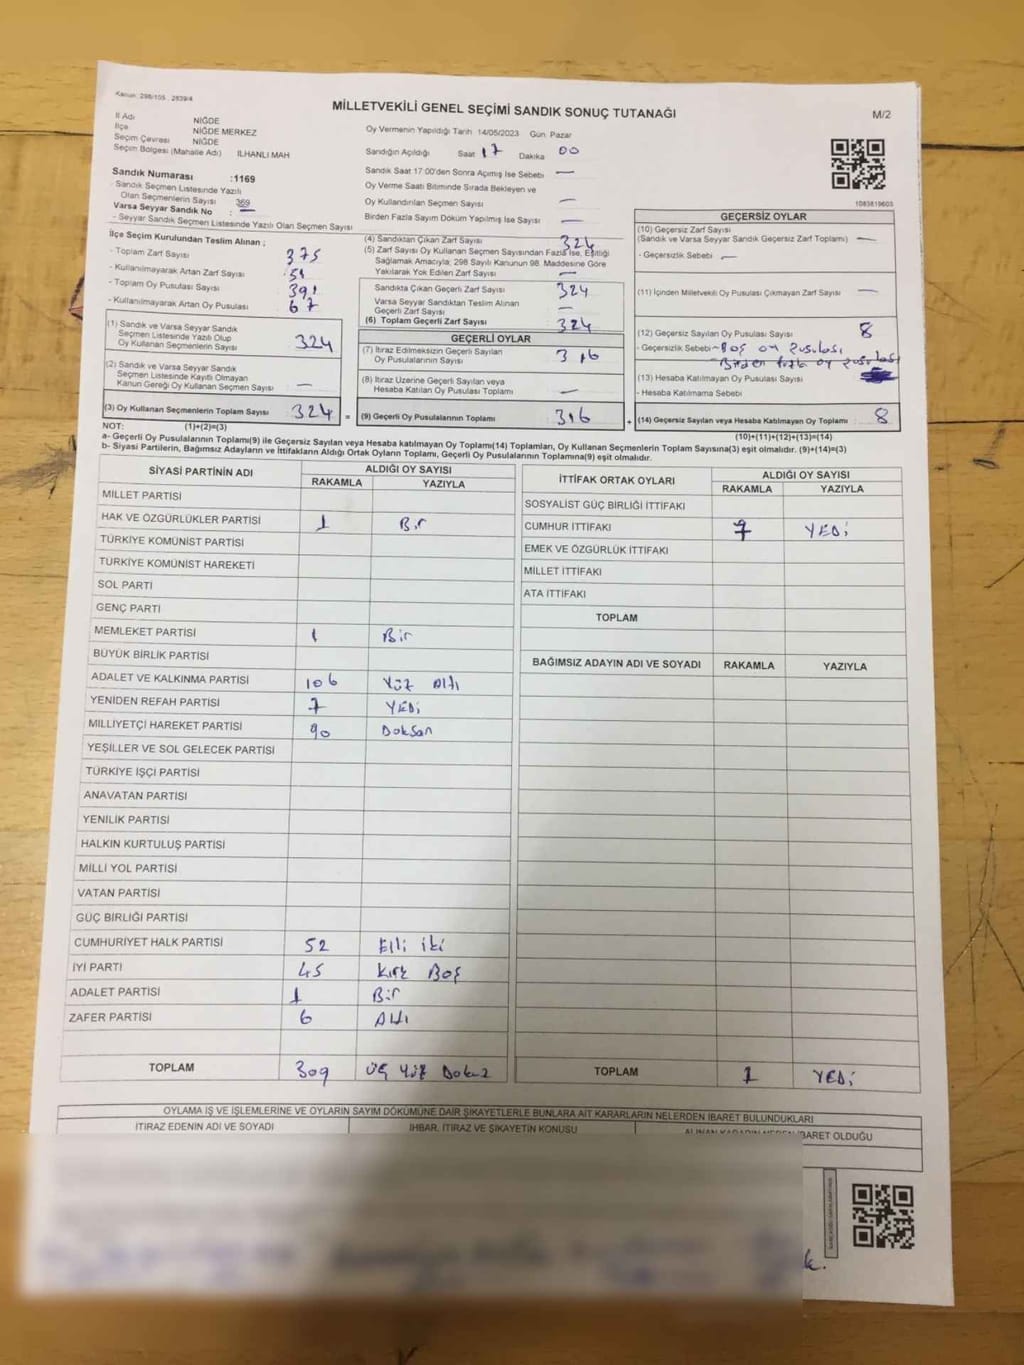 Kanun: 298/105 , 2839/4
MİLLETVEKİLİ GENEL SEÇİMİ SANDIK SONUÇ TUTANAĞI
M/2
İl Adı NİĞDE
İlçe NİĞDE MERKEZ
Seçim Çevresi NİĞDE
Seçim Bölgesi (Mahalle Adı) ILHANLI MAH
Oy Vermenin Yapıldığı Tarih 14/05/2023 Gün Pazar
Sandığın Açıldığı Saat 17 Dakika 00
Sandık Saat 17:00'den Sonra Açımış İse Sebebi —
Oy Verme Saati Bitiminde Sırada Bekleyen ve
Oy Kullandırılan Seçmen Sayısı —
Birden Fazla Sayım Döküm Yapılmış İse Sayısı —
1083819603
Sandık Numarası :1169
Sandık Seçmen Listesinde Yazılı
Olan Seçmenlerin Sayısı 369
Varsa Seyyar Sandık No : —
- Seyyar Sandık Seçmen Listesinde Yazılı Olan Seçmen Sayısı
İlçe Seçim Kurulundan Teslim Alınan ;
- Toplam Zarf Sayısı 375
- Kullanılmayarak Artan Zarf Sayısı 51
- Toplam Oy Pusulası Sayısı 391
- Kullanılmayarak Artan Oy Pusulası 67
(1) Sandık ve Varsa Seyyar Sandık
Seçmen Listesinde Yazılı Olup
Oy Kullanan Seçmenlerin Sayısı 324
(2) Sandık ve Varsa Seyyar Sandık
Seçmen Listesinde Kayıtlı Olmayan
Kanun Gereği Oy Kullanan Seçmen Sayısı —
(3) Oy Kullanan Seçmenlerin Toplam Sayısı 324 =
(4) Sandıktan Çıkan Zarf Sayısı 324
(5) Zarf Sayısı Oy Kullanan Seçmen Sayısından Fazla İse, Eşitliği
Sağlamak Amacıyla; 298 Sayılı Kanunun 98. Maddesine Göre
Yakılarak Yok Edilen Zarf Sayısı —
Sandıkta Çıkan Geçerli Zarf Sayısı 324
Varsa Seyyar Sandıktan Teslim Alınan
Geçerli Zarf Sayısı —
(6) Toplam Geçerli Zarf Sayısı 324
GEÇERLİ OYLAR
(7) İtiraz Edilmeksizin Geçerli Sayılan
Oy Pusulalarının Sayısı 316
(8) İtiraz Üzerine Geçerli Sayılan veya
Hesaba Katılan Oy Pusulaları Toplamı —
(9) Geçerli Oy Pusulalarının Toplamı 316 +
GEÇERSİZ OYLAR
(10) Geçersiz Zarf Sayısı
(Sandık ve Varsa Seyyar Sandık Geçersiz Zarf Toplamı) —
- Geçersizlik Sebebi —
(11) İçinden Milletvekili Oy Pusulası Çıkmayan Zarf Sayısı —
(12) Geçersiz Sayılan Oy Pusulası Sayısı 8
- Geçersizlik Sebebi - Boş oy pusulası
Birden fazla oy pusulası
(13) Hesaba Katılmayan Oy Pusulası Sayısı
- Hesaba Katılmama Sebebi
(14) Geçersiz Sayılan veya Hesaba Katılmayan Oy Toplamı 8
NOT: (1)+(2)=(3)
(10)+(11)+(12)+(13)=(14)
a- Geçerli Oy Pusulalarının Toplamı(9) ile Geçersiz Sayılan veya Hesaba katılmayan Oy Toplamı(14) Toplamları, Oy Kullanan Seçmenlerin Toplam Sayısına(3) eşit olmalıdır. (9)+(14)=(3)
b- Siyasi Partilerin, Bağımsız Adayların ve İttifakların Aldığı Ortak Oyların Toplamı, Geçerli Oy Pusulalarının Toplamına(9) eşit olmalıdır.
SİYASİ PARTİNİN ADI ALDIĞI OY SAYISI
RAKAMLA YAZIYLA
MİLLET PARTİSİ
HAK VE ÖZGÜRLÜKLER PARTİSİ 1 Bir
TÜRKİYE KOMÜNİST PARTİSİ
TÜRKİYE KOMÜNİST HAREKETİ
SOL PARTİ
GENÇ PARTİ
MEMLEKET PARTİSİ 1 Bir
BÜYÜK BİRLİK PARTİSİ
ADALET VE KALKINMA PARTİSİ 106 Yüz Altı
YENİDEN REFAH PARTİSİ 7 YEDİ
MİLLİYETÇİ HAREKET PARTİSİ 90 Doksan
YEŞİLLER VE SOL GELECEK PARTİSİ
TÜRKİYE İŞÇİ PARTİSİ
ANAVATAN PARTİSİ
YENİLİK PARTİSİ
HALKIN KURTULUŞ PARTİSİ
MİLLİ YOL PARTİSİ
VATAN PARTİSİ
GÜÇ BİRLİĞİ PARTİSİ
CUMHURİYET HALK PARTİSİ 52 Elli iki
İYİ PARTİ 45 Kırk Beş
ADALET PARTİSİ 1 Bir
ZAFER PARTİSİ 6 Altı
TOPLAM 309 üç Yüz Dokuz
İTTİFAK ORTAK OYLARI ALDIĞI OY SAYISI
RAKAMLA YAZIYLA
SOSYALİST GÜÇ BİRLİĞİ İTTİFAKI
CUMHUR İTTİFAKI 7 YEDİ
EMEK VE ÖZGÜRLÜK İTTİFAKI
MİLLET İTTİFAKI
ATA İTTİFAKI
TOPLAM
BAĞIMSIZ ADAYIN ADI VE SOYADI RAKAMLA YAZIYLA
TOPLAM 7 YEDİ
OYLAMA İŞ VE İŞLEMLERİNE VE OYLARIN SAYIM DÖKÜMÜNE DAİR ŞİKAYETLERLE BUNLARA AİT KARARLARIN NELERDEN İBARET BULUNDUKLARI
İTİRAZ EDENİN ADI VE SOYADI İHBAR, İTİRAZ VE ŞİKAYETİN KONUSU ALINAN KARARIN NEDEN İBARET OLDUĞU